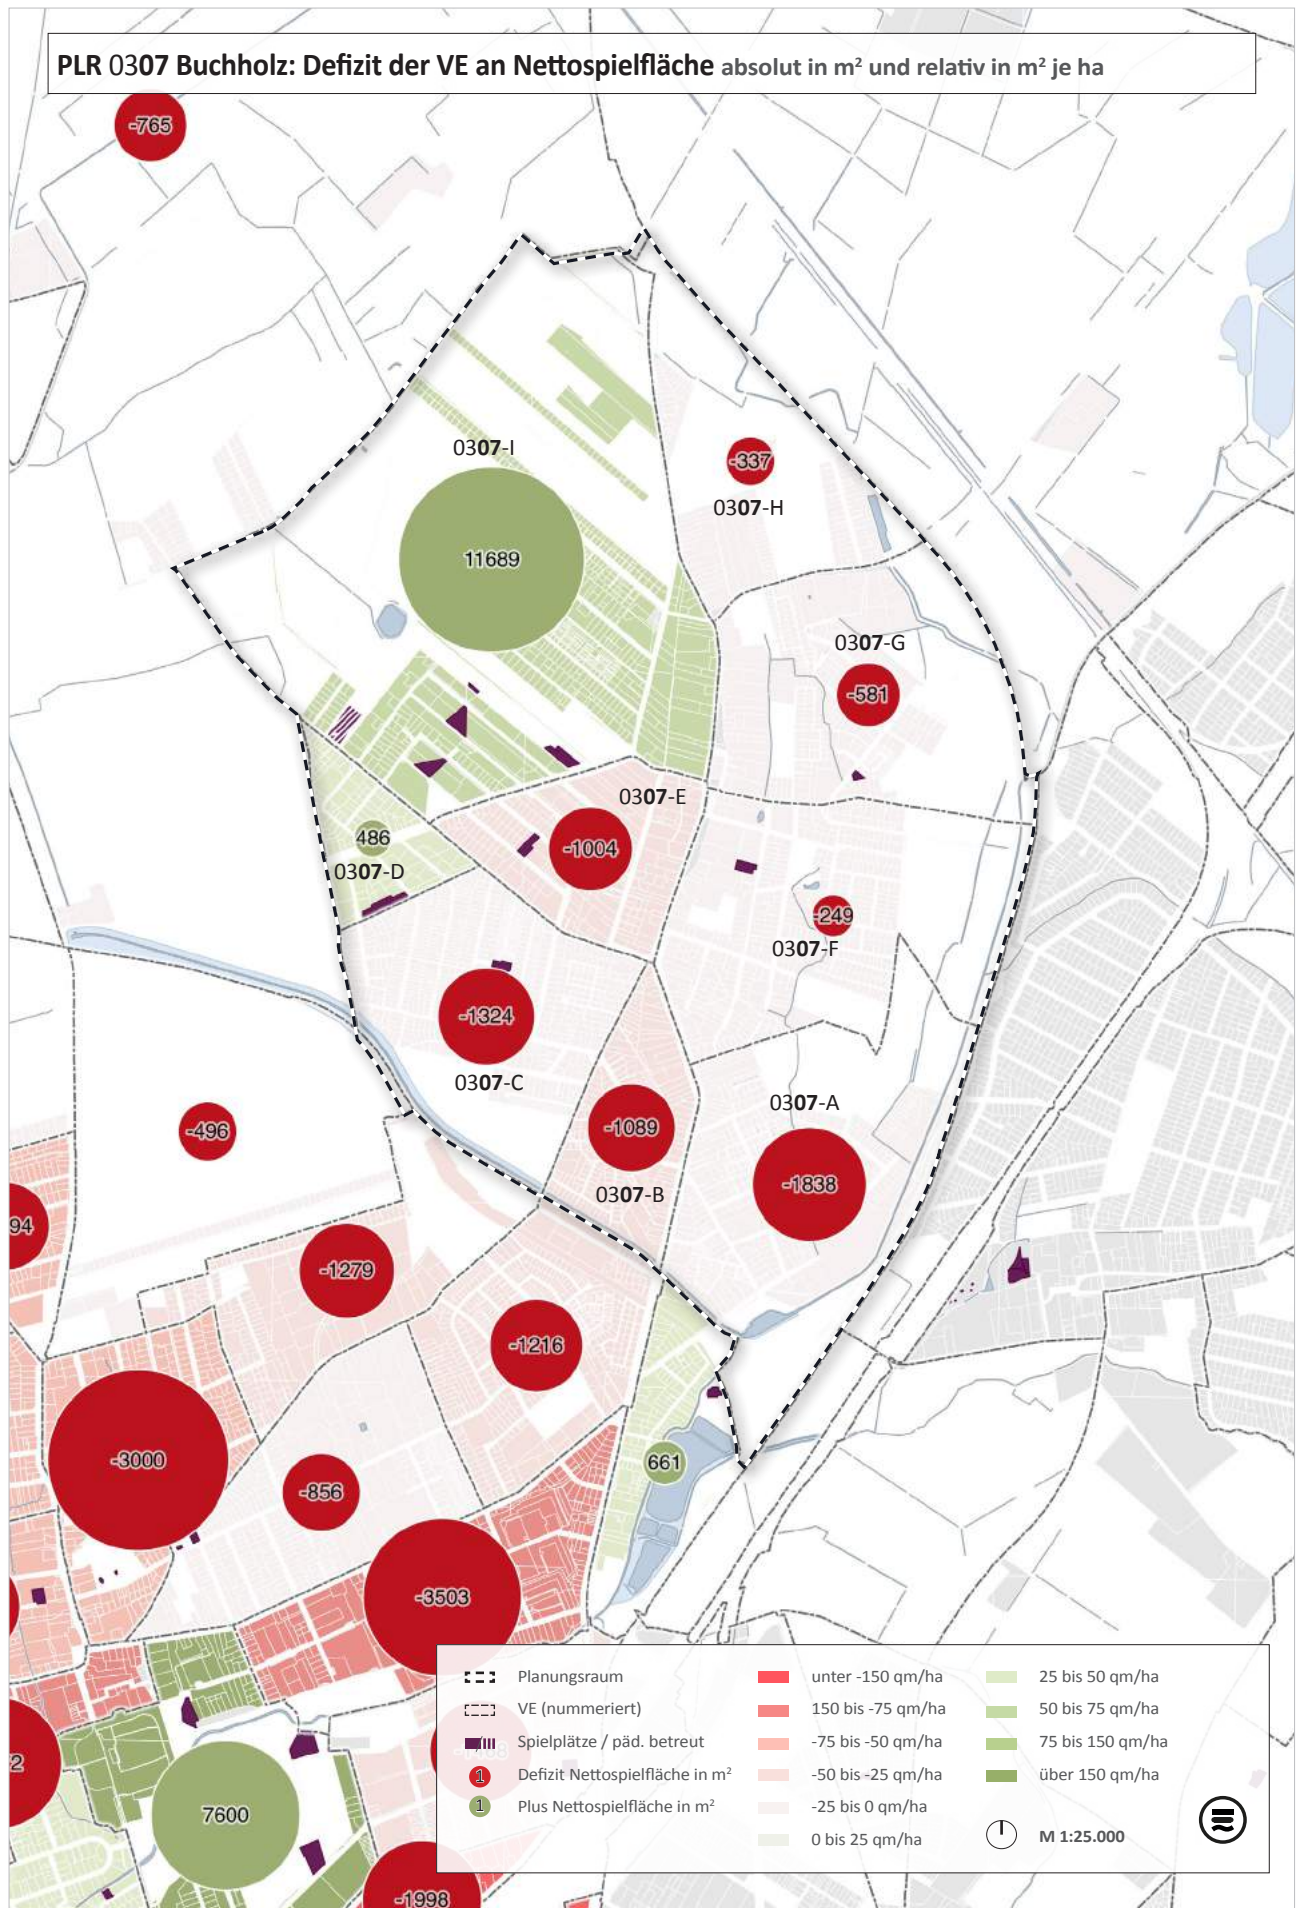 PLR 0307 Buchholz: Defizit der VE an Nettospielfläche absolut in m² und relativ in m² je ha
-765
0307-I
-337
0307-H
11689
0307-G
-581
0307-E
486
-1004
0307-D
-249
0307-F
-1324
0307-C
0307-A
-496
-1089
-1838
0307-B
94
-1279
-1216
-3000
661
-856
-3503
2
7600
-1998
Planungsraum
VE (nummeriert)
Spielplätze / päd. betreut
1 Defizit Nettospielfläche in m²
1 Plus Nettospielfläche in m²
unter -150 qm/ha
150 bis -75 qm/ha
-75 bis -50 qm/ha
-50 bis -25 qm/ha
-25 bis 0 qm/ha
0 bis 25 qm/ha
25 bis 50 qm/ha
50 bis 75 qm/ha
75 bis 150 qm/ha
über 150 qm/ha
M 1:25.000